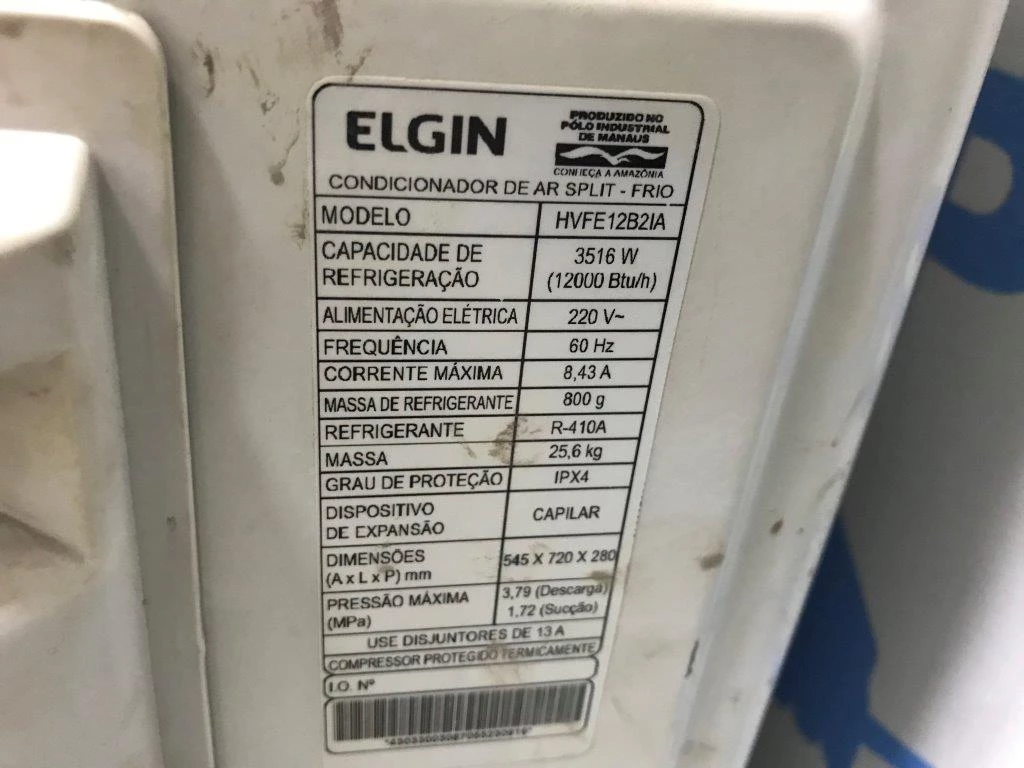 ELGIN
PRODUZIDO NO
PÓLO INDUSTRIAL
DE MANAUS
CONHEÇA A AMAZÔNIA
CONDICIONADOR DE AR SPLIT - FRIO
MODELO HVFE12B2IA
CAPACIDADE DE
REFRIGERAÇÃO
3516 W
(12000 Btu/h)
ALIMENTAÇÃO ELÉTRICA 220 V~
FREQUÊNCIA 60 Hz
CORRENTE MÁXIMA 8,43 A
MASSA DE REFRIGERANTE 800 g
REFRIGERANTE R-410A
MASSA 25,6 kg
GRAU DE PROTEÇÃO IPX4
DISPOSITIVO
DE EXPANSÃO
CAPILAR
DIMENSÕES
(A x L x P) mm
545 X 720 X 280
PRESSÃO MÁXIMA
(MPa)
3,79 (Descarga)
1,72 (Sucção)
USE DISJUNTORES DE 13 A
COMPRESSOR PROTEGIDO TERMICAMENTE
I.O. Nº